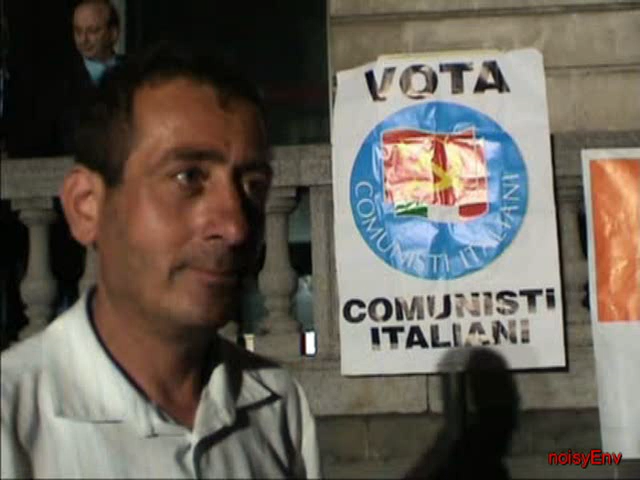 VOTA
COMUNISTI ITALIANI
COMUNISTI
ITALIANI
noisyEnv